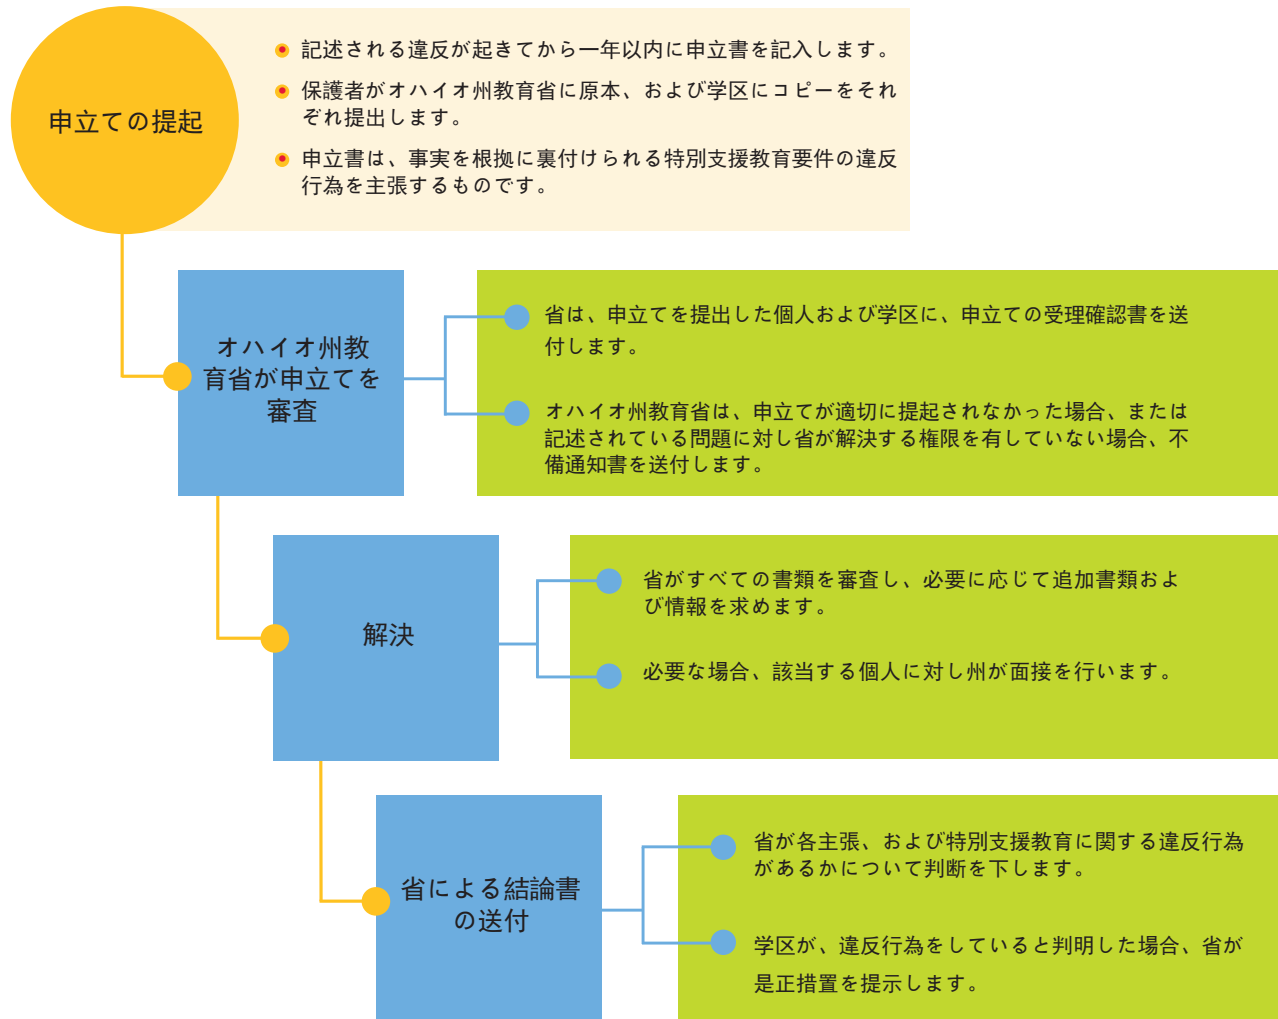 申立ての提起
記述される違反が起きてから一年以内に申立書を記入します。
保護者がオハイオ州教育省に原本、および学区にコピーをそれ
ぞれ提出します。
申立書は、事実を根拠に裏付けられる特別支援教育要件の違反
行為を主張するものです。
オハイオ州教
育省が申立てを
審査
省は、申立てを提出した個人および学区に、申立ての受理確認書を送
付します。
オハイオ州教育省は、申立てが適切に提起されなかった場合、または
記述されている問題に対し省が解決する権限を有していない場合、不
備通知書を送付します。
解決
省がすべての書類を審査し、必要に応じて追加書類およ
び情報を求めます。
必要な場合、該当する個人に対し州が面接を行います。
省による結論書
の送付
省が各主張、および特別支援教育に関する違反行為
があるかについて判断を下します。
学区が、違反行為をしていると判明した場合、省が
是正措置を提示します。